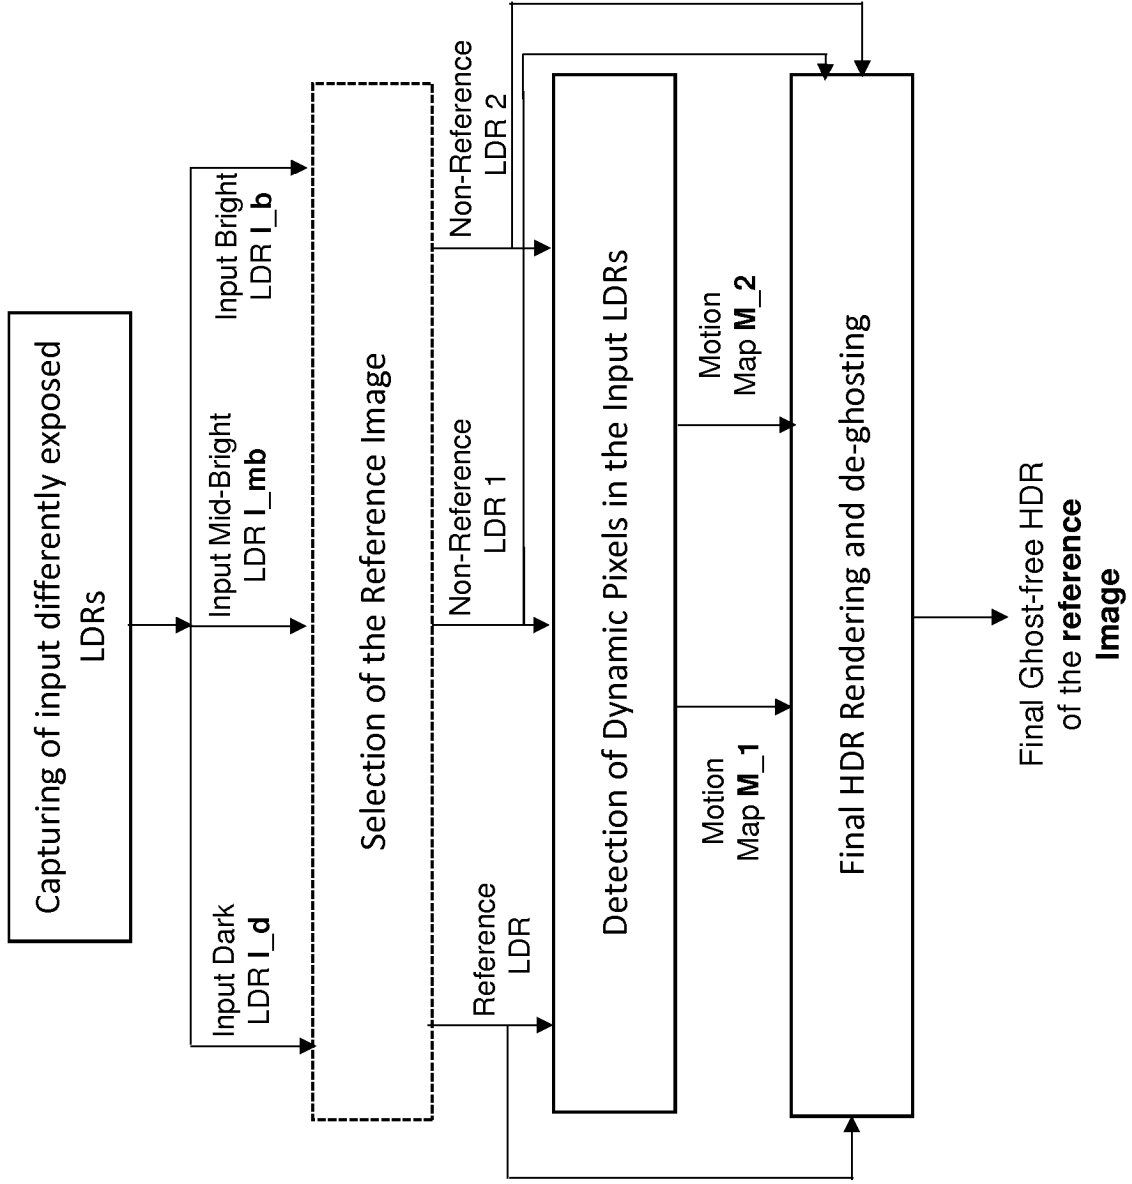 Capturing of input differently exposed
LDRs
Input Dark
LDR I_d
Input Mid-Bright
LDR I_mb
Input Bright
LDR I_b
Selection of the Reference Image
Reference
LDR
Non-Reference
LDR 1
Non-Reference
LDR 2
Detection of Dynamic Pixels in the Input LDRs
Motion
Map M_1
Motion
Map M_2
Final HDR Rendering and de-ghosting
Final Ghost-free HDR
of the reference
Image